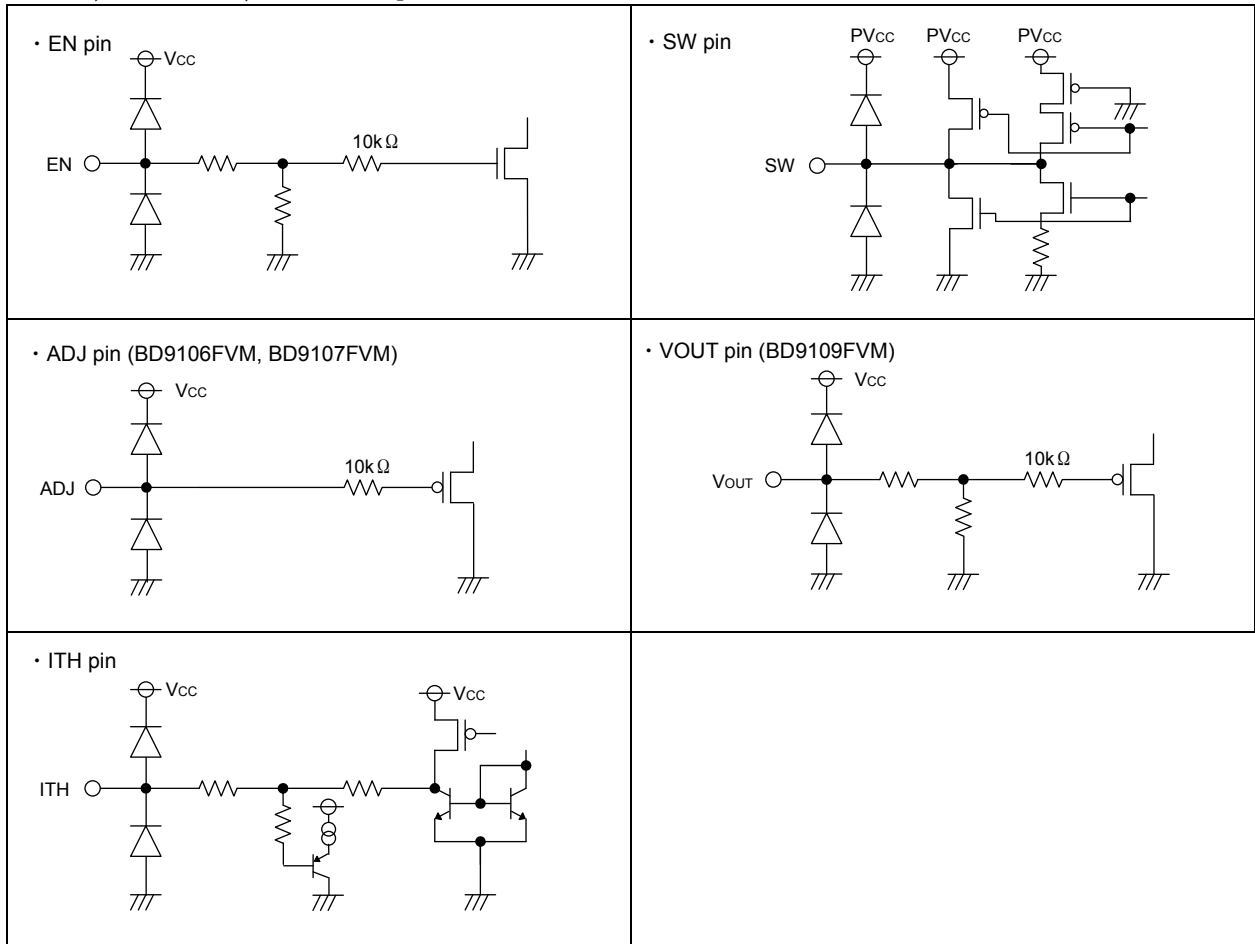 ・EN pin
Vcc
10kΩ
EN
・SW pin
PVcc PVcc PVcc
SW
・ADJ pin (BD9106FVM, BD9107FVM)
Vcc
10kΩ
ADJ
・VOUT pin (BD9109FVM)
Vcc
10kΩ
VOUT
・ITH pin
Vcc
Vcc
ITH